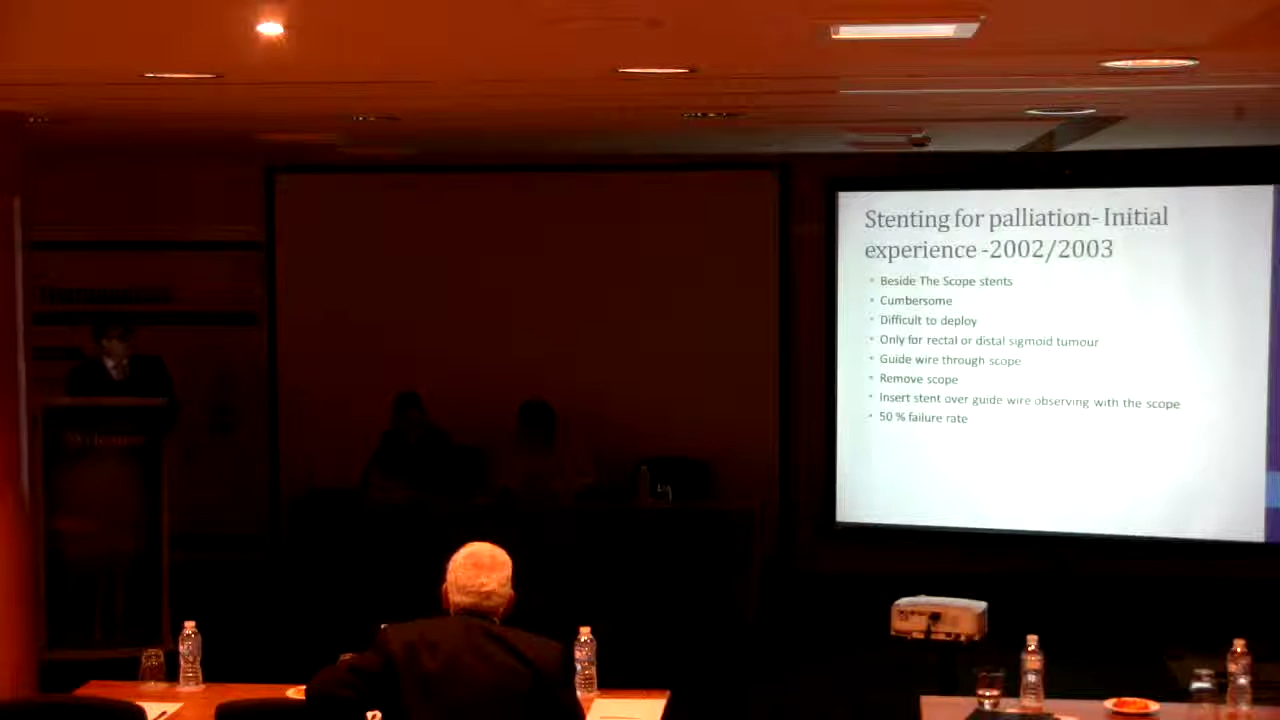 Stenting for palliation- Initial
experience -2002/2003
Beside The Scope stents
Cumbersome
Difficult to deploy
Only for rectal or distal sigmoid tumour
Guide wire through scope
Remove scope
Insert stent over guide wire observing with the scope
50 % failure rate